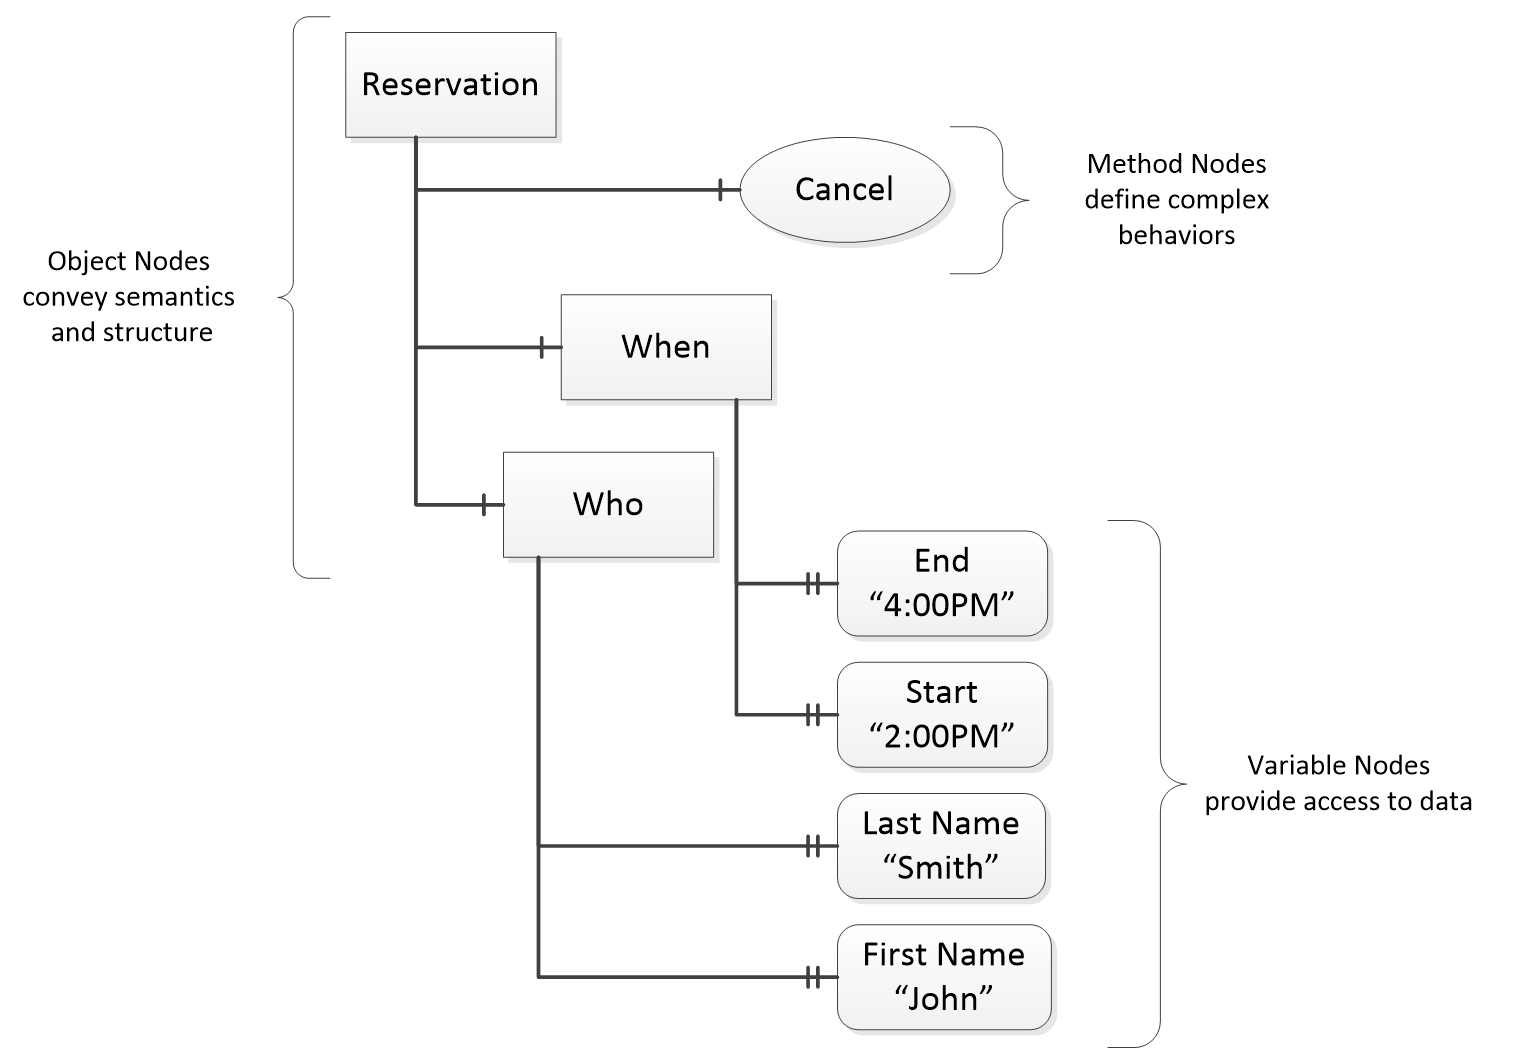 Reservation
Cancel
Method Nodes
define complex
behaviors
Object Nodes
convey semantics
and structure
When
Who
End
“4:00PM”
Start
“2:00PM”
Variable Nodes
provide access to data
Last Name
“Smith”
First Name
“John”